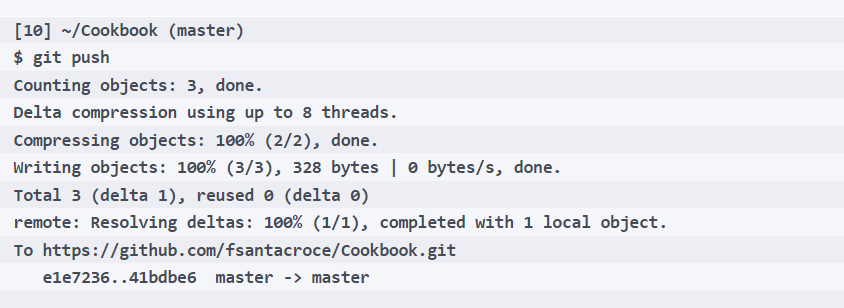 [10] ~/Cookbook (master)
$ git push
Counting objects: 3, done.
Delta compression using up to 8 threads.
Compressing objects: 100% (2/2), done.
Writing objects: 100% (3/3), 328 bytes | 0 bytes/s, done.
Total 3 (delta 1), reused 0 (delta 0)
remote: Resolving deltas: 100% (1/1), completed with 1 local object.
To https://github.com/fsantacroce/Cookbook.git
   e1e7236..41bdbe6  master -> master